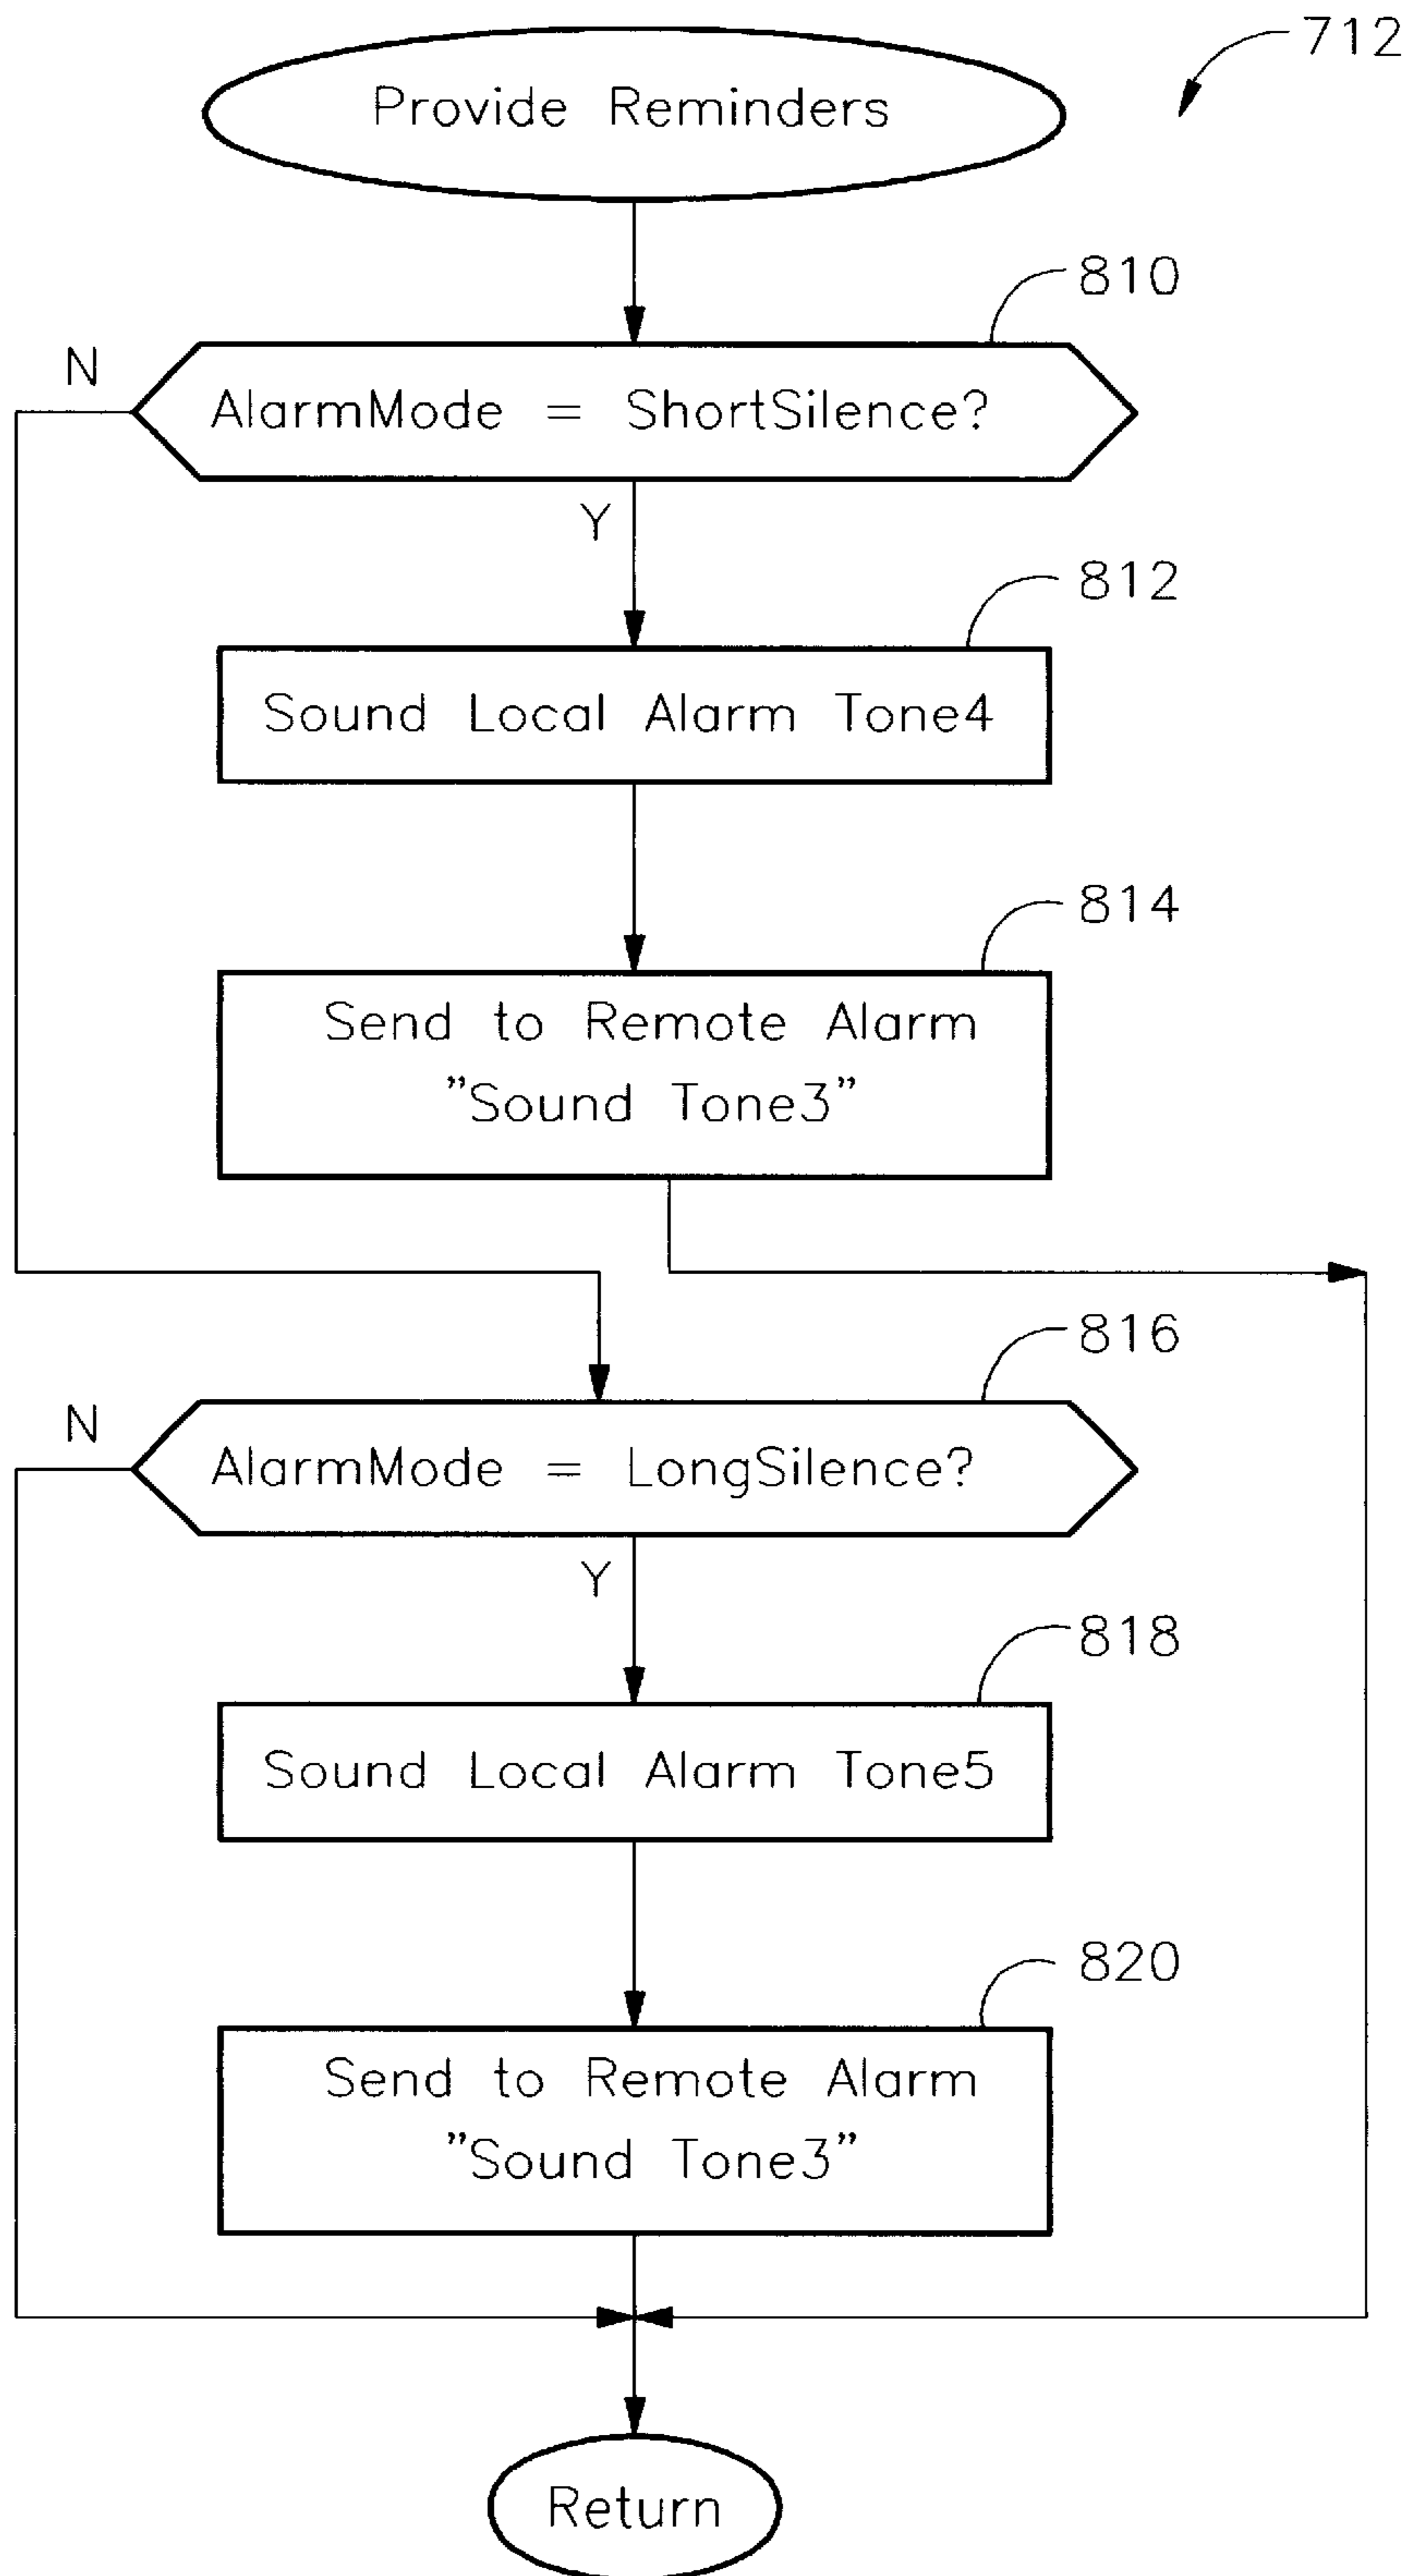 712
Provide Reminders
810
N
AlarmMode = ShortSilence?
Y
812
Sound Local Alarm Tone4
814
Send to Remote Alarm
"Sound Tone3"
816
N
AlarmMode = LongSilence?
Y
818
Sound Local Alarm Tone5
820
Send to Remote Alarm
"Sound Tone3"
Return